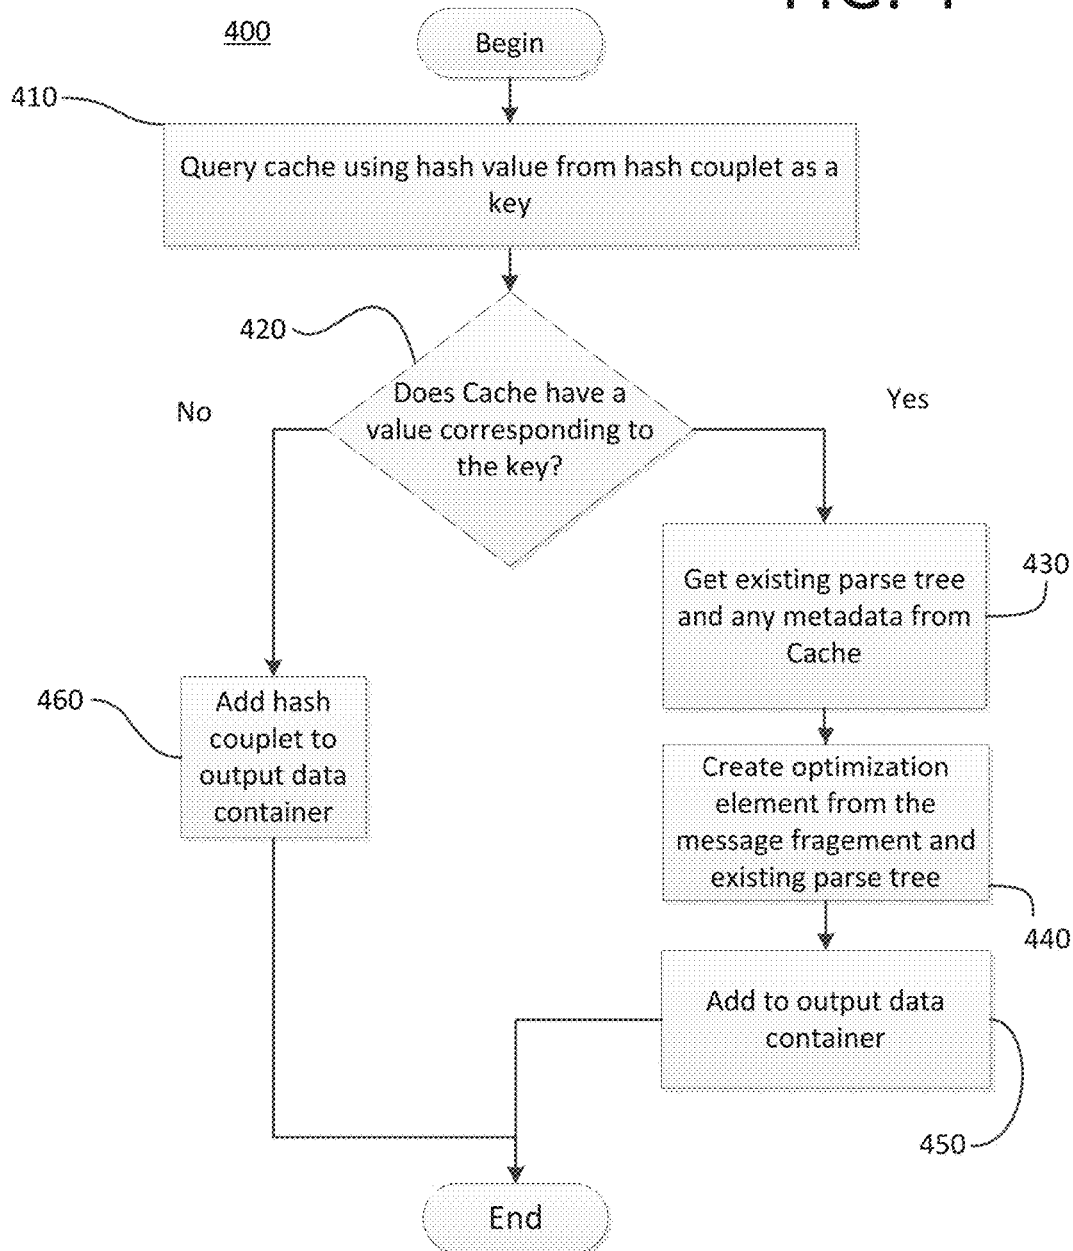 400
Begin
410
Query cache using hash value from hash couplet as a
key
420
Does Cache have a
value corresponding to
the key?
No
Yes
430
Get existing parse tree
and any metadata from
Cache
460
Add hash
couplet to
output data
container
Create optimization
element from the
message fragement and
existing parse tree
440
Add to output data
container
450
End